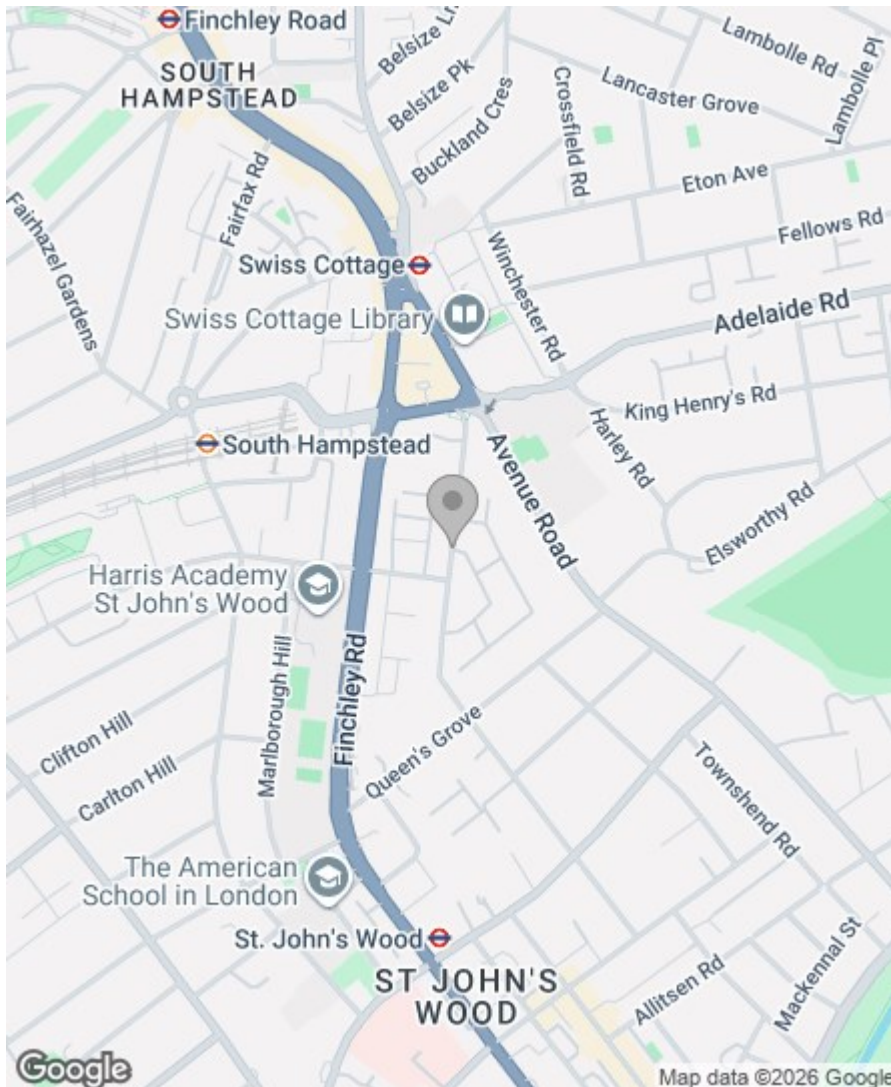 Finchley Road
SOUTH
HAMPSTEAD
Belsize Ln
Belsize Pk
Buckland Cres
Crossfield Rd
Lancaster Grove
Lambolle Rd
Lambolle Pl
Eton Ave
Fellows Rd
Fairfax Rd
Fairhazel Gardens
Swiss Cottage
Winchester Rd
Swiss Cottage Library
Adelaide Rd
King Henry's Rd
Harley Rd
South Hampstead
Avenue Road
Elsworthy Rd
Harris Academy
St John's Wood
Finchley Rd
Marlborough Hill
Clifton Hill
Carlton Hill
Queen's Grove
Townshend Rd
The American
School in London
St. John's Wood
ST JOHN'S
WOOD
Allitsen Rd
Mackennal St
Google
Map data ©2026 Google